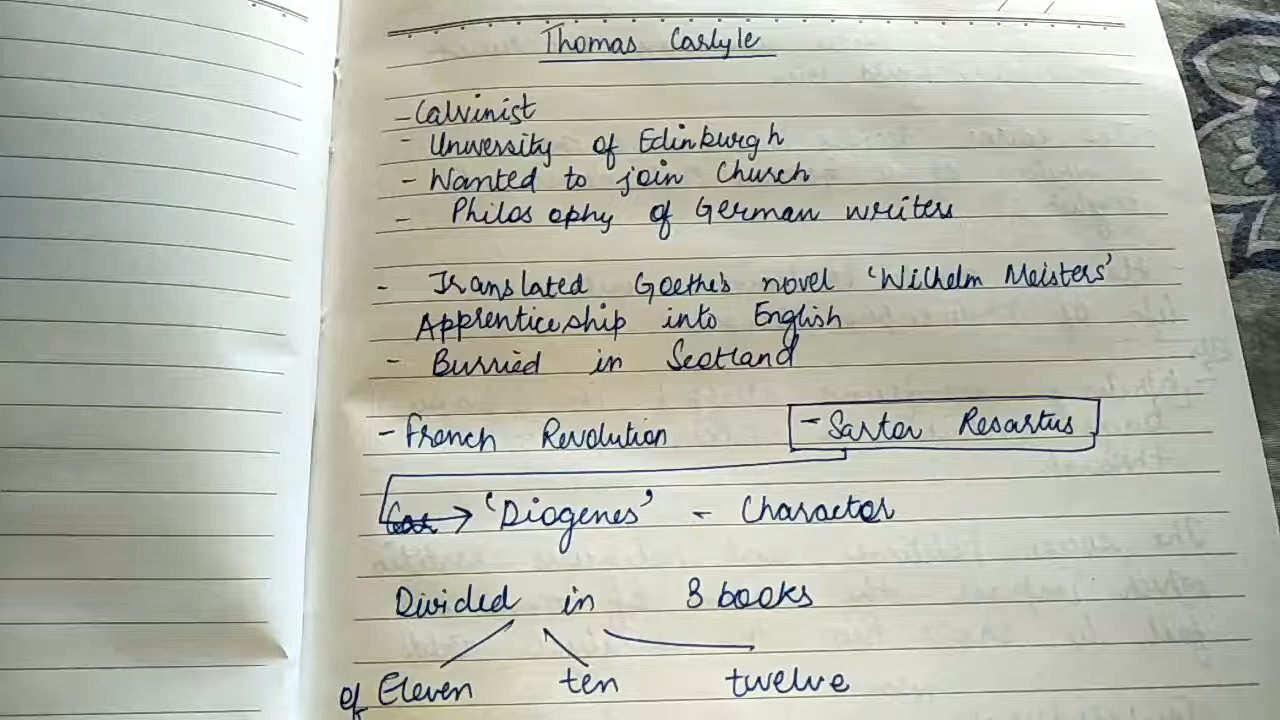 Thomas Carlyle
- Calvinist
- University of Edinburgh
- Wanted to join Church
- Philosophy of German writers
- Translated Goethe's novel 'Wilhelm Meisters'
Apprenticeship into English
- Burried in Scotland
- French Revolution
- Sartor Resartus
→ 'Diogenes' - Character
Divided in 3 books
of Eleven ten twelve